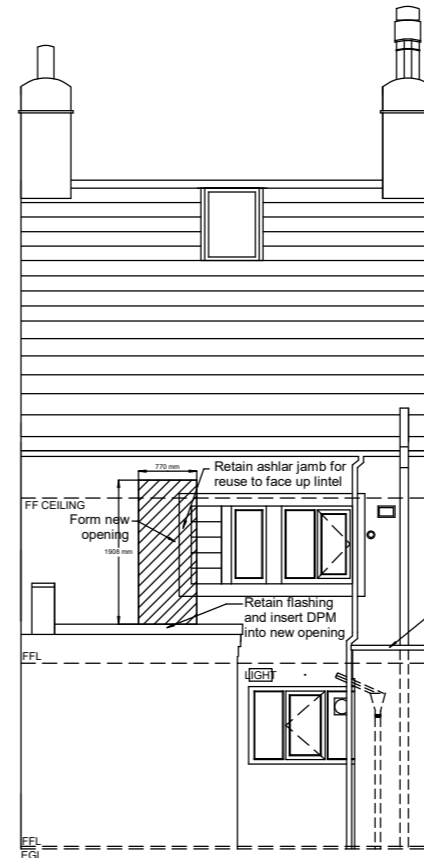 770 mm
Retain ashlar jamb for
reuse to face up lintel
FF CEILING
Form new
opening
1908 mm
Retain flashing
and insert DPM
into new opening
FFL
LIGHT
FFL
EGL